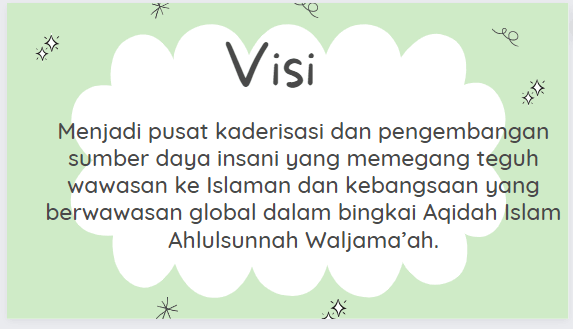 Visi
Menjadi pusat kaderisasi dan pengembangan
sumber daya insani yang memegang teguh
wawasan ke Islaman dan kebangsaan yang
berwawasan global dalam bingkai Aqidah Islam
Ahlulsunnah Waljama’ah.